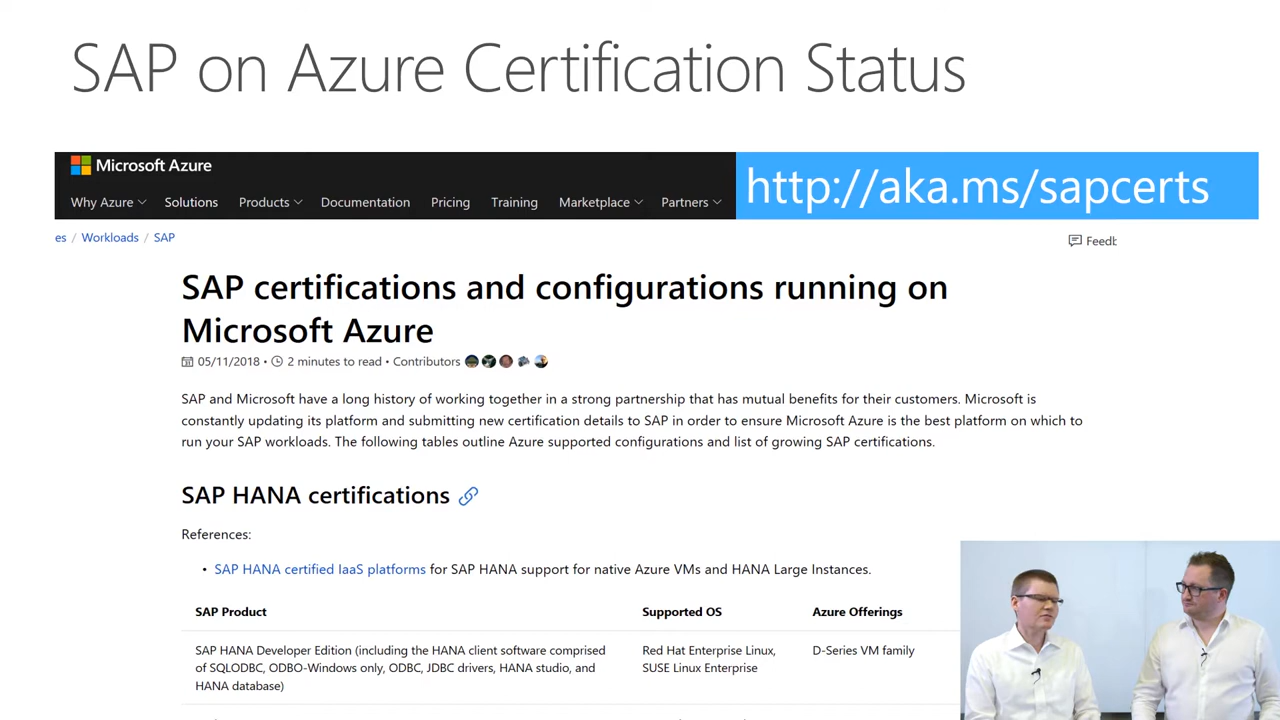 SAP on Azure Certification Status
Microsoft Azure
http://aka.ms/sapcerts
Why Azure Solutions Products Documentation Pricing Training Marketplace Partners
es / Workloads / SAP
Feedb
SAP certifications and configurations running on
Microsoft Azure
05/11/2018 • 2 minutes to read • Contributors
SAP and Microsoft have a long history of working together in a strong partnership that has mutual benefits for their customers. Microsoft is
constantly updating its platform and submitting new certification details to SAP in order to ensure Microsoft Azure is the best platform on which to
run your SAP workloads. The following tables outline Azure supported configurations and list of growing SAP certifications.
SAP HANA certifications
References:
• SAP HANA certified IaaS platforms for SAP HANA support for native Azure VMs and HANA Large Instances.
SAP Product Supported OS Azure Offerings
SAP HANA Developer Edition (including the HANA client software comprised Red Hat Enterprise Linux, D-Series VM family
of SQLODBC, ODBO-Windows only, ODBC, JDBC drivers, HANA studio, and SUSE Linux Enterprise
HANA database)